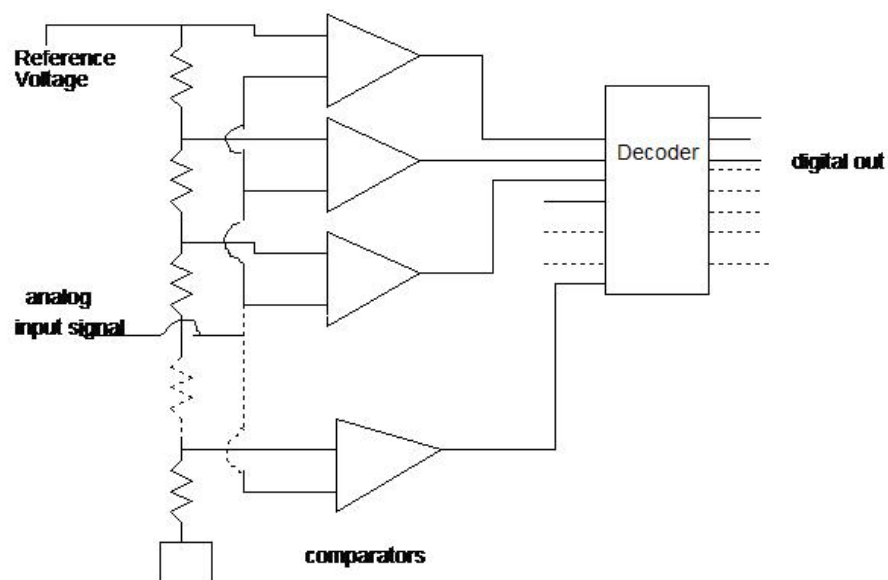 Reference
Voltage
Decoder
digital out
analog
input signal
comparators